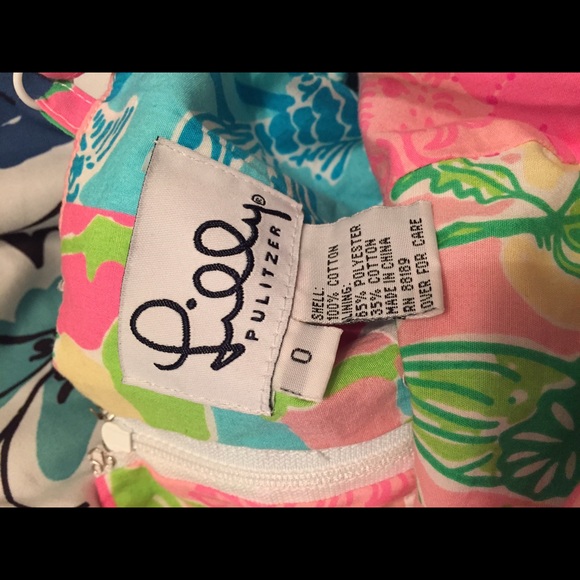 Lilly®
PULITZER
0
SHELL:
100% COTTON
LINING:
65% POLYESTER
35% COTTON
MADE IN CHINA
RN 88189
OVER FOR CARE